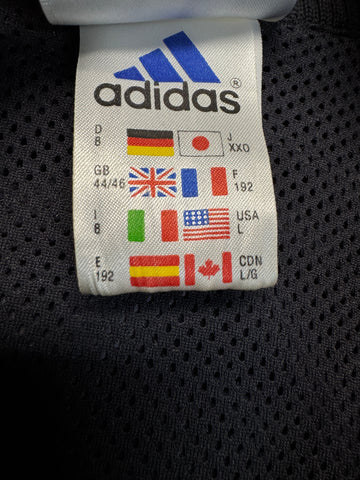 adidas®
D J
8 XXO
GB F
44/46 192
I USA
8 L
E CDN
192 L/G